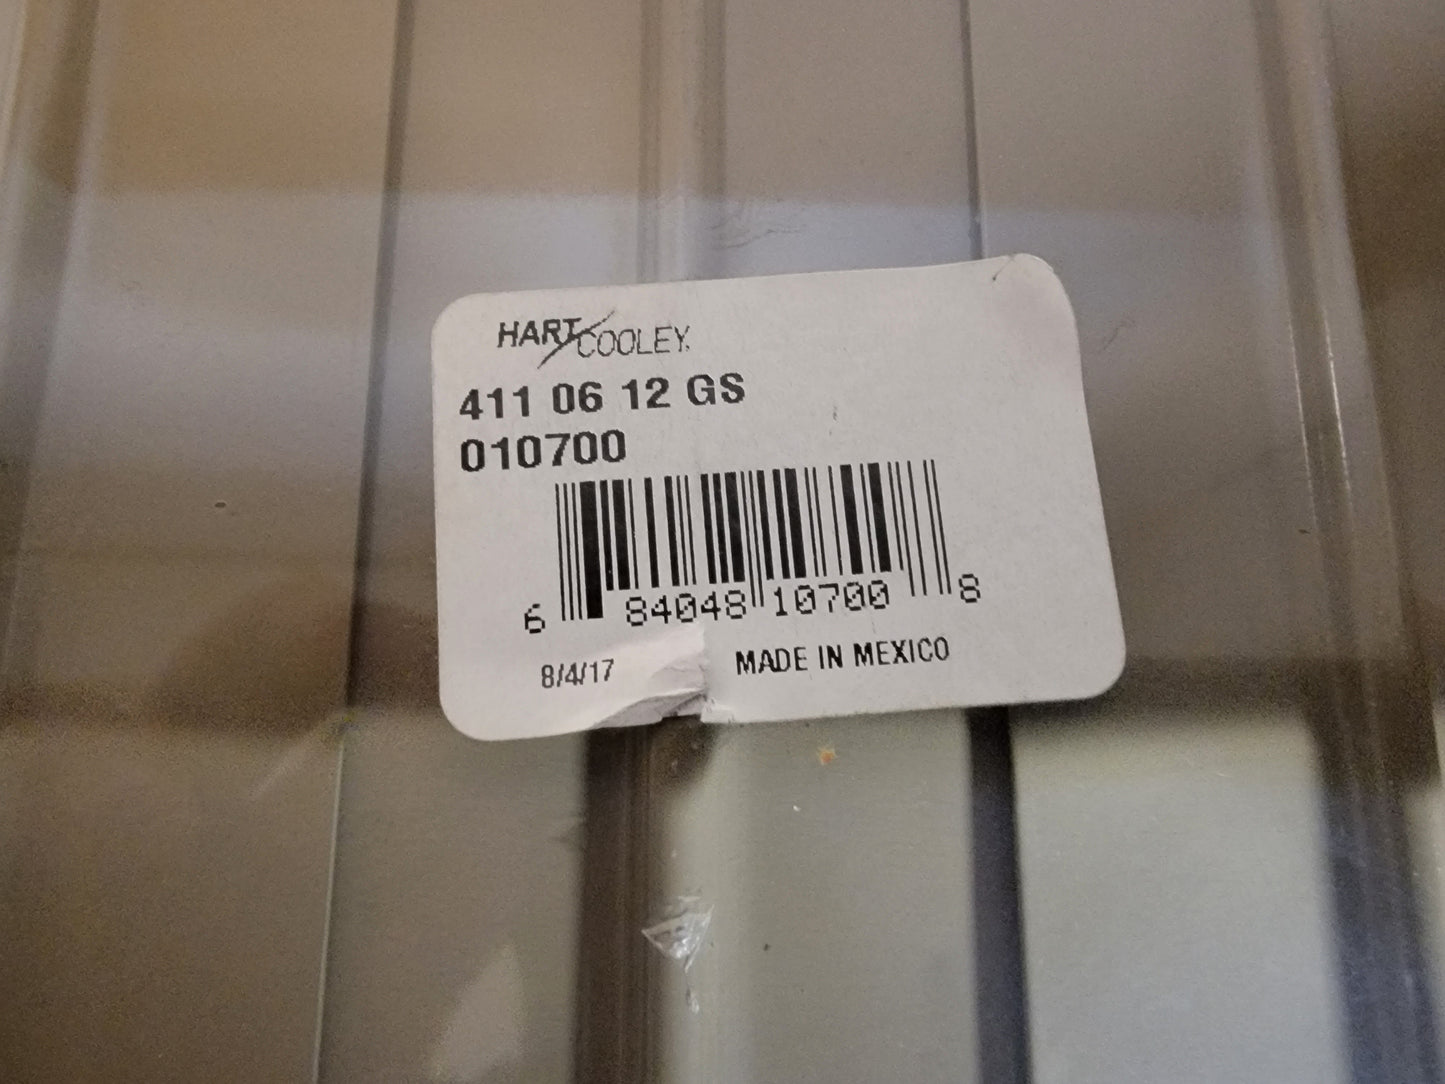 HART COOLEY
411 06 12 GS
010700
6 84048 10700 8
8/4/17 MADE IN MEXICO